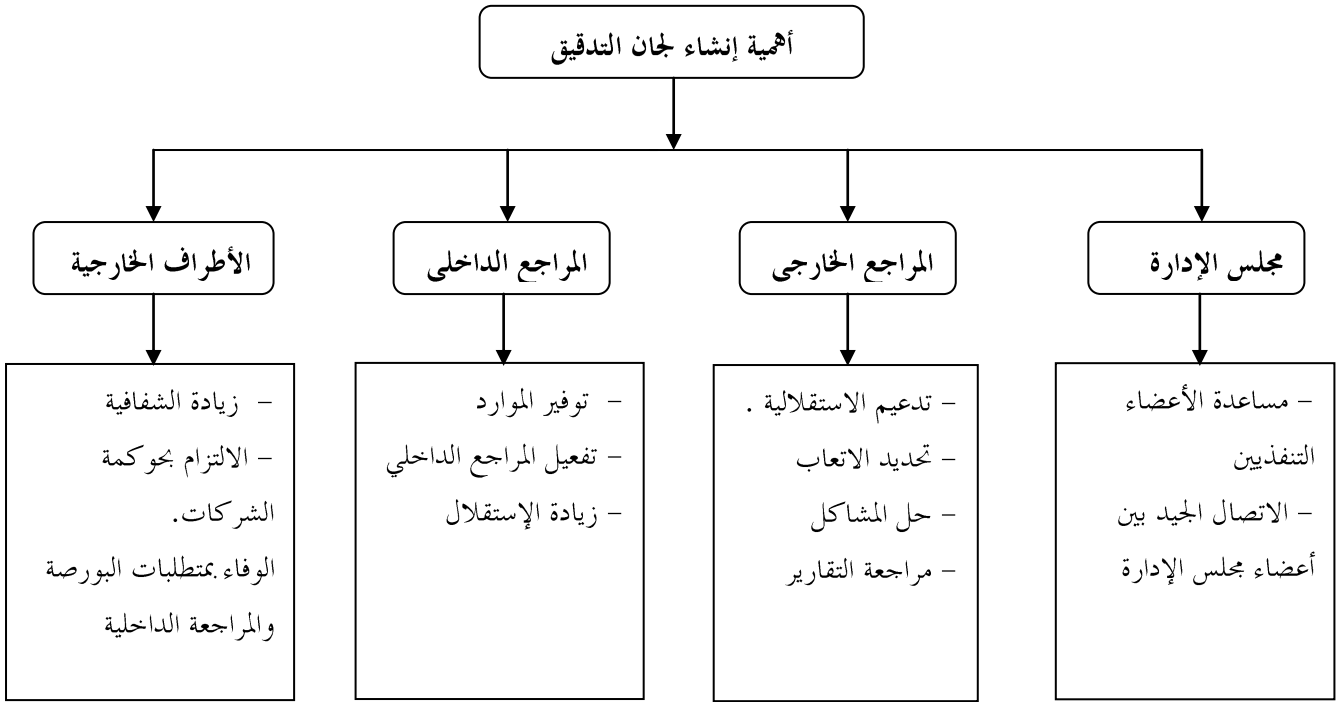 أهمية إنشاء لجان التدقيق
مجلس الإدارة
المراجع الخارجى
المراجع الداخلى
الأطراف الخارجية
– مساعدة الأعضاء
التنفذيين
– الاتصال الجيد بين
أعضاء مجلس الإدارة
– تدعيم الاستقلالية .
– تحديد الاتعاب
– حل المشاكل
– مراجعة التقارير
– توفير الموارد
– تفعيل المراجع الداخلي
– زيادة الإستقلال
– زيادة الشفافية
– الالتزام بحوكمة
الشركات.
الوفاء بمتطلبات البورصة
والمراجعة الداخلية